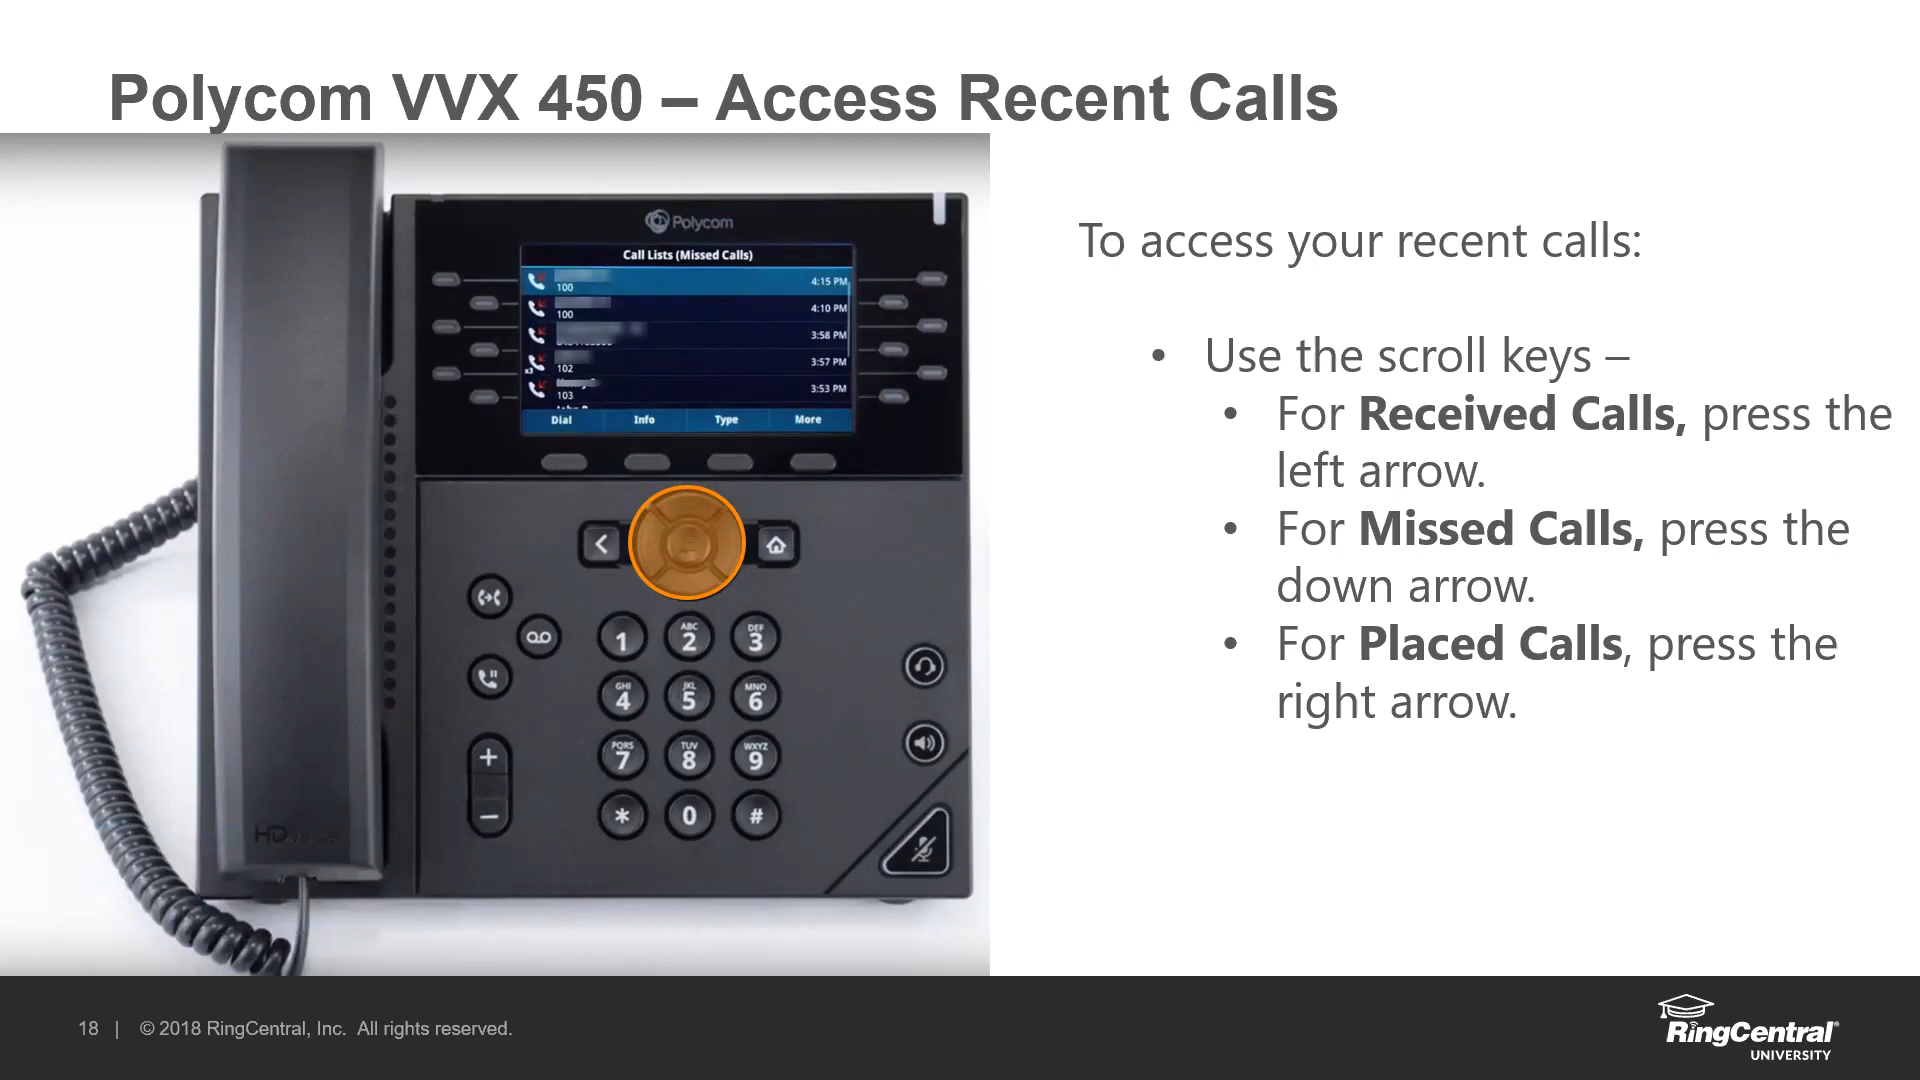 Polycom VVX 450 – Access Recent Calls
Polycom
Call Lists (Missed Calls)
100
4:15 PM
100
4:10 PM
3:58 PM
x3
102
3:57 PM
103
3:53 PM
Dial Info Type More
1
ABC 2
DEF 3
GHI 4
JKL 5
MNO 6
PQRS 7
TUV 8
WXYZ 9
*
0
#
+
−
HD voice
To access your recent calls:
• Use the scroll keys –
• For Received Calls, press the
left arrow.
• For Missed Calls, press the
down arrow.
• For Placed Calls, press the
right arrow.
18 | © 2018 RingCentral, Inc. All rights reserved.
RingCentral®
UNIVERSITY